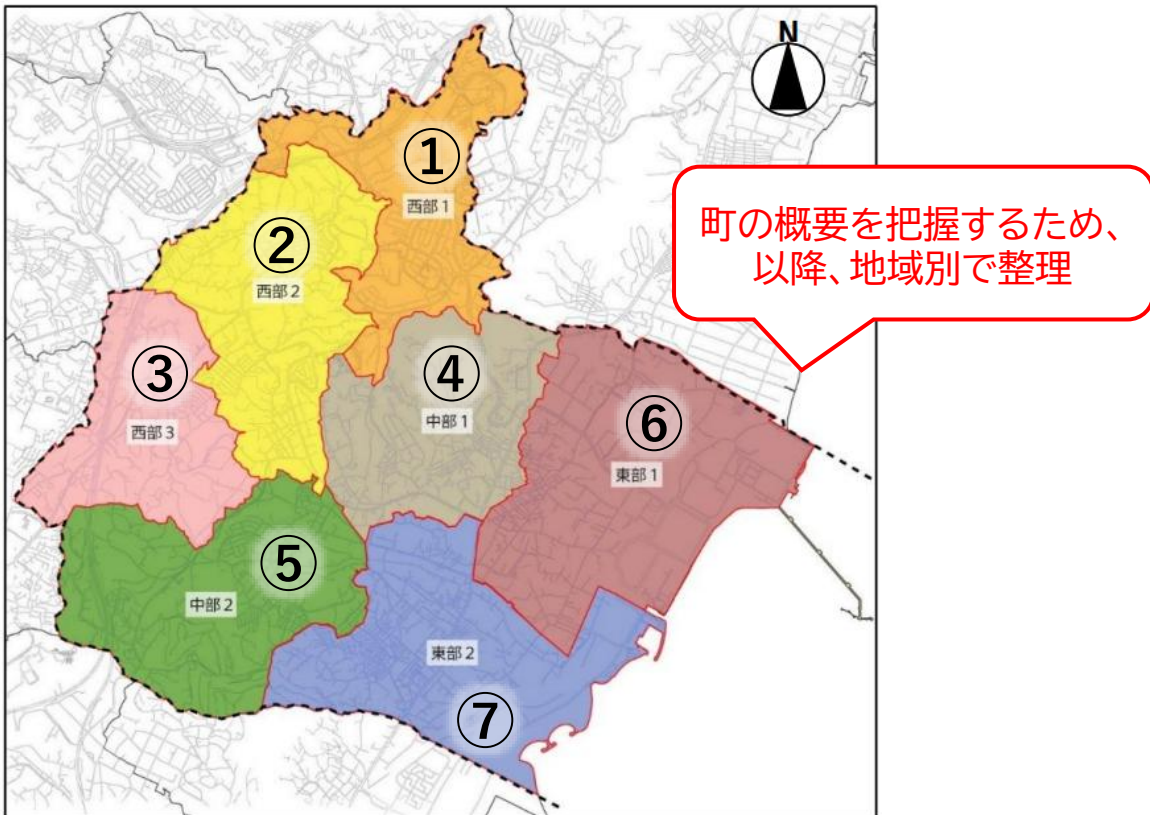 N
①
西部1
②
西部2
町の概要を把握するため、
以降、地域別で整理
③
西部3
④
中部1
⑥
東部1
⑤
中部2
東部2
⑦